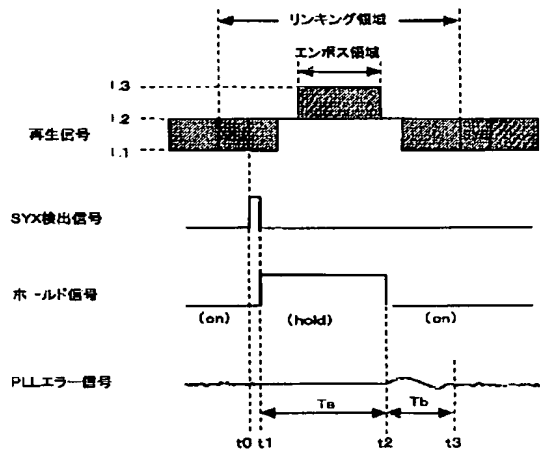 リンキング領域
エンボス領域
L3
L2
再生信号
L1
SYX検出信号
ホールド信号
(on) (hold) (on)
PLLエラー信号
Ta Tb
t0 t1 t2 t3